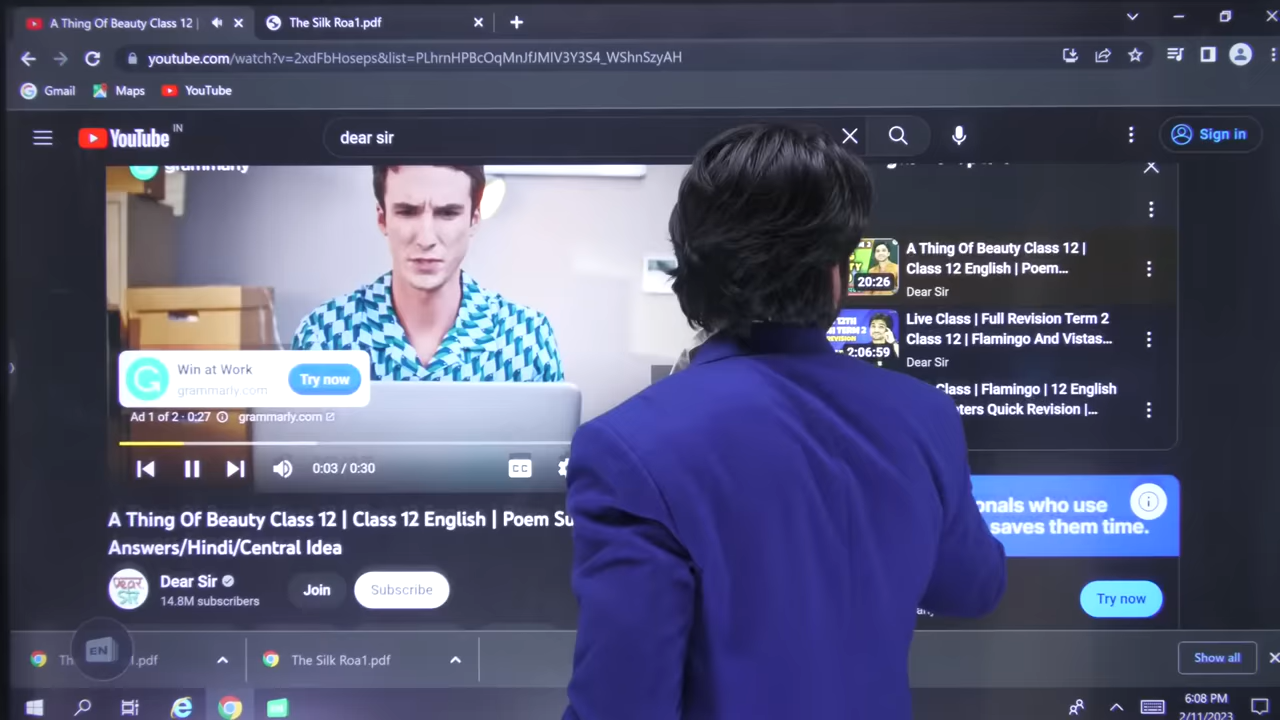 A Thing Of Beauty Class 12 |
The Silk Roa1.pdf
youtube.com/watch?v=2xdFbHoseps&list=PLhrnHPBcOqMnJfJMIV3Y3S4_WShnSzyAH
Gmail
Maps
YouTube
YouTube IN
dear sir
Sign in
grammarly
Win at Work
grammarly.com
Try now
Ad 1 of 2 · 0:27
grammarly.com
0:03 / 0:30
CC
A Thing Of Beauty Class 12 | Class 12 English | Poem Su
Answers/Hindi/Central Idea
Dear Sir
14.8M subscribers
Join
Subscribe
20:26
A Thing Of Beauty Class 12 |
Class 12 English | Poem...
Dear Sir
2:06:59
Live Class | Full Revision Term 2
Class 12 | Flamingo And Vistas...
Dear Sir
Class | Flamingo | 12 English
ters Quick Revision |...
onals who use
saves them time.
Try now
EN
Th 1.pdf
The Silk Roa1.pdf
Show all
6:08 PM
2/11/2023